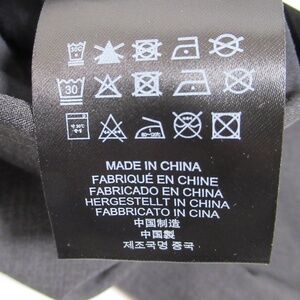 30
MADE IN CHINA
FABRIQUÉ EN CHINE
FABRICADO EN CHINA
HERGESTELLT IN CHINA
FABBRICATO IN CINA
中国制造
中國製
제조국명 중국